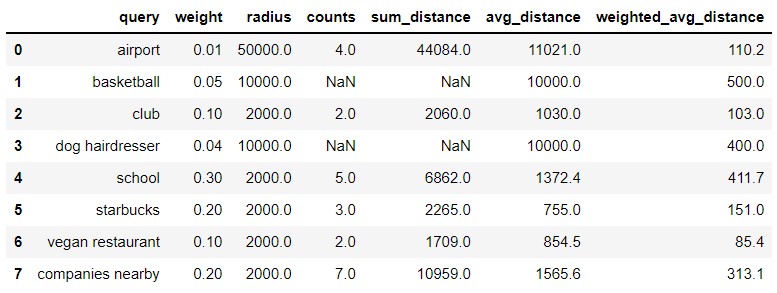 query weight radius counts sum_distance avg_distance weighted_avg_distance
0 airport 0.01 50000.0 4.0 44084.0 11021.0 110.2
1 basketball 0.05 10000.0 NaN NaN 10000.0 500.0
2 club 0.10 2000.0 2.0 2060.0 1030.0 103.0
3 dog hairdresser 0.04 10000.0 NaN NaN 10000.0 400.0
4 school 0.30 2000.0 5.0 6862.0 1372.4 411.7
5 starbucks 0.20 2000.0 3.0 2265.0 755.0 151.0
6 vegan restaurant 0.10 2000.0 2.0 1709.0 854.5 85.4
7 companies nearby 0.20 2000.0 7.0 10959.0 1565.6 313.1